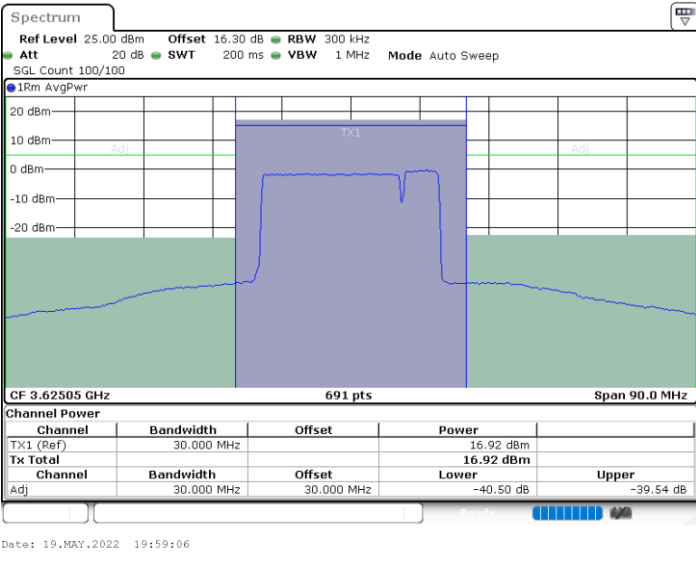 Spectrum
Ref Level 25.00 dBm Offset 16.30 dB RBW 300 kHz
Att 20 dB SWT 200 ms VBW 1 MHz Mode Auto Sweep
SGL Count 100/100
1Rm AvgPwr
20 dBm
TX1
10 dBm
Adj Adj
0 dBm
-10 dBm
-20 dBm
CF 3.62505 GHz 691 pts Span 90.0 MHz
Channel Power
Channel Bandwidth Offset Power
TX1 (Ref) 30.000 MHz 16.92 dBm
Tx Total 16.92 dBm
Channel Bandwidth Offset Lower Upper
Adj 30.000 MHz 30.000 MHz -40.50 dB -39.54 dB
Ready
Date: 19.MAY.2022 19:59:06